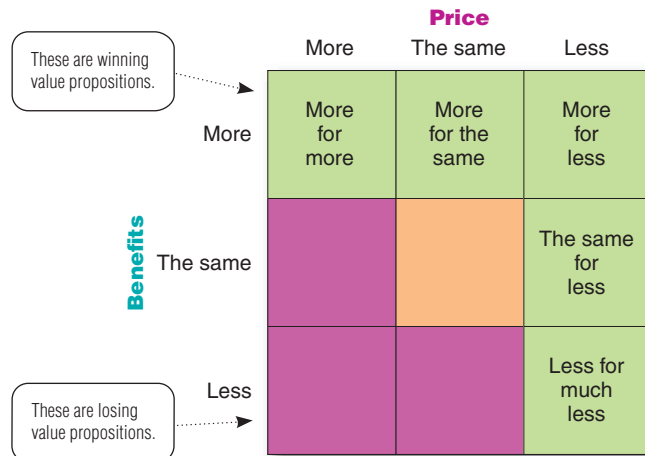 Price
More
The same
Less
These are winning
value propositions.
More
More
for
more
More
for the
same
More
for
less
Benefits
The same
The same
for
less
Less
Less for
much
less
These are losing
value propositions.